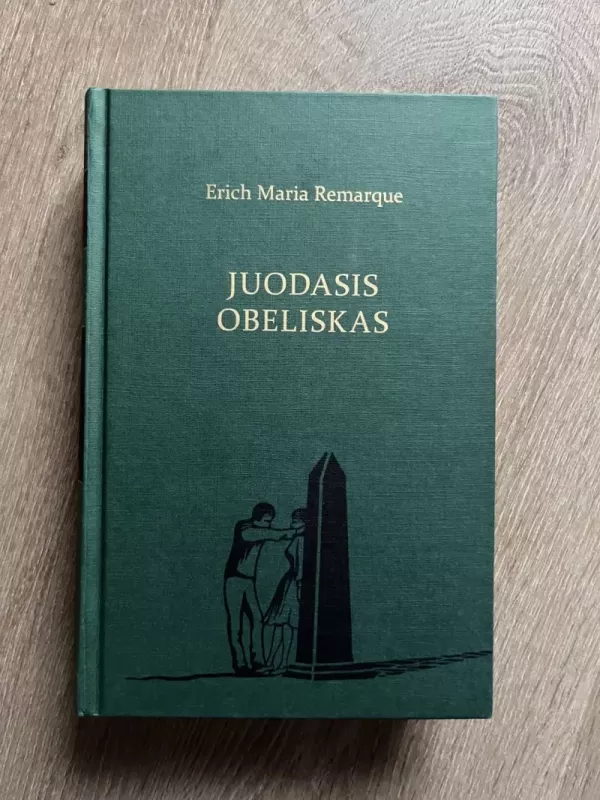 Erich Maria Remarque
JUODASIS
OBELISKAS